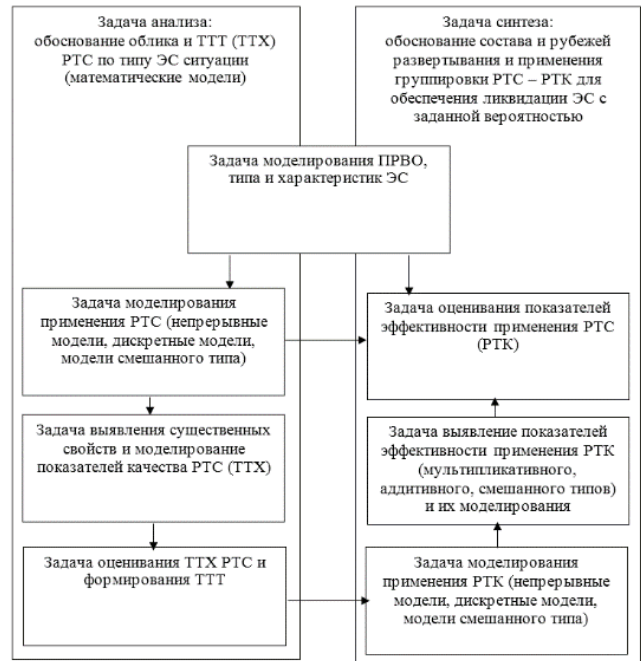 Задача анализа:
обоснование облика и ТТТ (ТТХ)
РТС по типу ЭС ситуации
(математические модели)
Задача синтеза:
обоснование состава и рубежей
развертывания и применения
группировки РТС – РТК для
обеспечения ликвидации ЭС с
заданной вероятностью
Задача моделирования ПРВО,
типа и характеристик ЭС
Задача моделирования
применения РТС (непрерывные
модели, дискретные модели,
модели смешанного типа)
Задача оценивания показателей
эффективности применения РТС
(РТК)
Задача выявления существенных
свойств и моделирование
показателей качества РТС (ТТХ)
Задача выявление показателей
эффективности применения РТК
(мультипликативного,
аддитивного, смешанного типов)
и их моделирования
Задача оценивания ТТХ РТС и
формирования ТТТ
Задача моделирования
применения РТК (непрерывные
модели, дискретные модели,
модели смешанного типа)